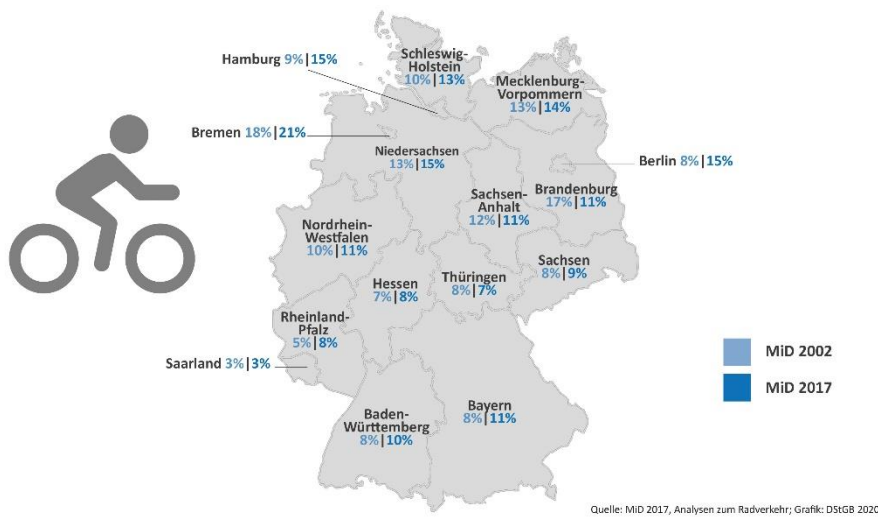 Hamburg 9%|15%
Schleswig-
Holstein
10%|13%
Mecklenburg-
Vorpommern
13%|14%
Bremen 18%|21%
Niedersachsen
13%|15%
Berlin 8%|15%
Sachsen-
Anhalt
12%|11%
Brandenburg
17%|11%
Nordrhein-
Westfalen
10%|11%
Hessen
7%|8%
Thüringen
8%|7%
Sachsen
8%|9%
Rheinland-
Pfalz
5%|8%
Saarland 3%|3%
Baden-
Württemberg
8%|10%
Bayern
8%|11%
MiD 2002
MiD 2017
Quelle: MiD 2017, Analysen zum Radverkehr; Grafik: DStGB 2020